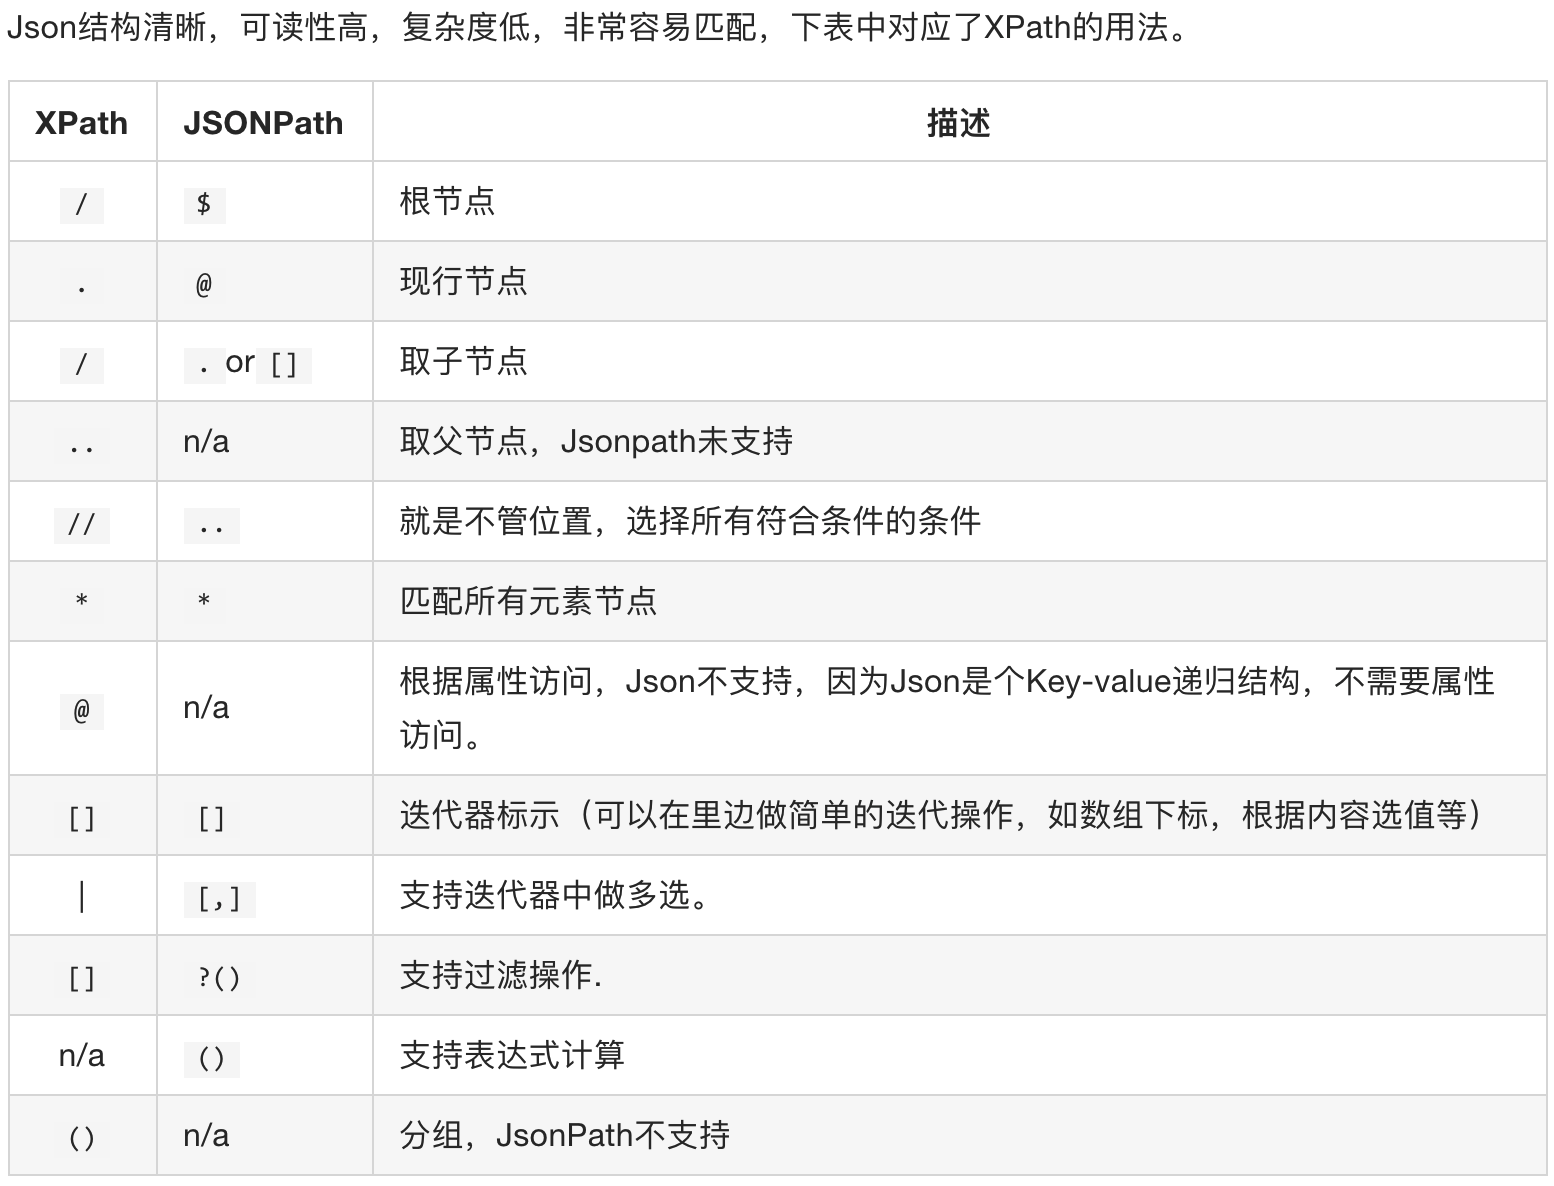 Json结构清晰，可读性高，复杂度低，非常容易匹配，下表中对应了XPath的用法。
XPath JSONPath 描述
/ $ 根节点
. @ 现行节点
/ . or [] 取子节点
.. n/a 取父节点，Jsonpath未支持
// .. 就是不管位置，选择所有符合条件的条件
* * 匹配所有元素节点
@ n/a 根据属性访问，Json不支持，因为Json是个Key-value递归结构，不需要属性
访问。
[] [] 迭代器标示（可以在里边做简单的迭代操作，如数组下标，根据内容选值等）
| [,] 支持迭代器中做多选。
[] ?() 支持过滤操作.
n/a () 支持表达式计算
() n/a 分组，JsonPath不支持